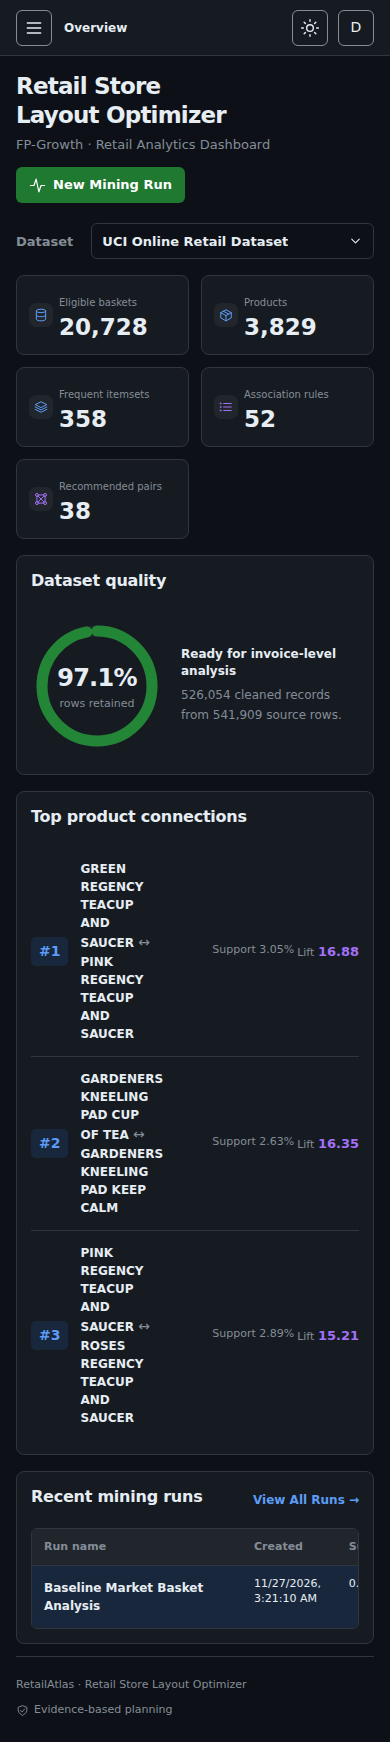 Overview
D
Retail Store
Layout Optimizer
FP-Growth · Retail Analytics Dashboard
New Mining Run
Dataset
UCI Online Retail Dataset
Eligible baskets
20,728
Products
3,829
Frequent itemsets
358
Association rules
52
Recommended pairs
38
Dataset quality
97.1%
rows retained
Ready for invoice-level
analysis
526,054 cleaned records
from 541,909 source rows.
Top product connections
#1
GREEN
REGENCY
TEACUP
AND
SAUCER ↔
PINK
REGENCY
TEACUP
AND
SAUCER
Support 3.05% Lift 16.88
#2
GARDENERS
KNEELING
PAD CUP
OF TEA ↔
GARDENERS
KNEELING
PAD KEEP
CALM
Support 2.63% Lift 16.35
#3
PINK
REGENCY
TEACUP
AND
SAUCER ↔
ROSES
REGENCY
TEACUP
AND
SAUCER
Support 2.89% Lift 15.21
Recent mining runs
View All Runs →
Run name
Created
Baseline Market Basket
Analysis
11/27/2026,
3:21:10 AM
0.
RetailAtlas · Retail Store Layout Optimizer
Evidence-based planning